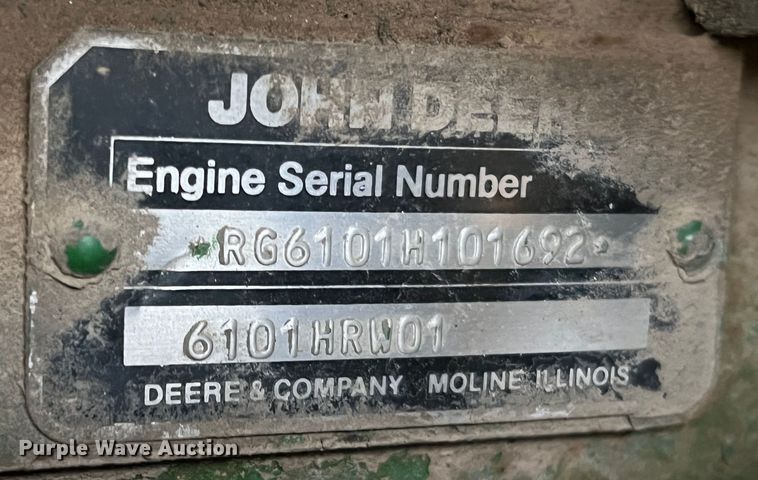 JOHN DEERE
Engine Serial Number
*RG6101H101692*
6101HRW01
DEERE & COMPANY MOLINE ILLINOIS
Purple Wave Auction